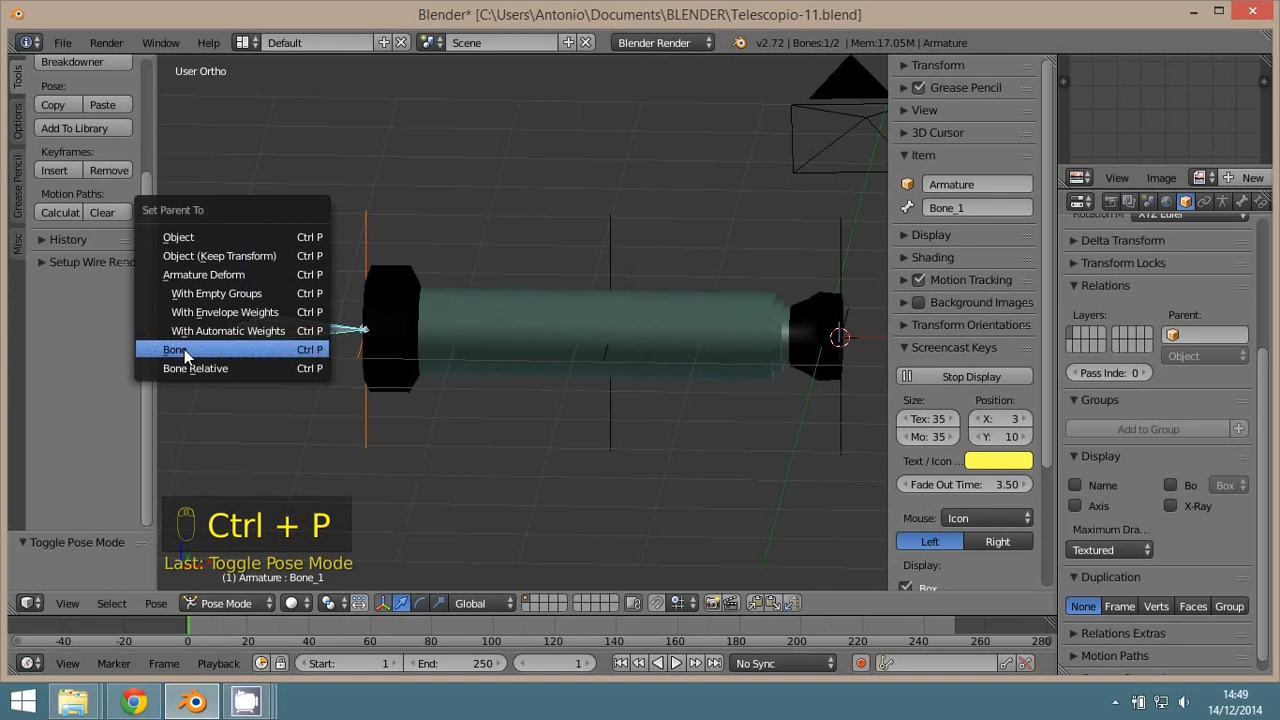 Blender* [C:\Users\Antonio\Documents\BLENDER\Telescopio-11.blend]
File Render Window Help Default Scene Blender Render v2.72 | Bones:1/2 | Mem:17.05M | Armature
Tools
Options
Grease Pencil
Misc
Breakdowner
Pose:
Copy Paste
Add To Library
Keyframes:
Insert Remove
Motion Paths:
Calculat Clear
History
Setup Wire Ren
Toggle Pose Mode
User Ortho
Set Parent To
Object Ctrl P
Object (Keep Transform) Ctrl P
Armature Deform Ctrl P
With Empty Groups Ctrl P
With Envelope Weights Ctrl P
With Automatic Weights Ctrl P
Bone Ctrl P
Bone Relative Ctrl P
Ctrl + P
Last: Toggle Pose Mode
(1) Armature : Bone_1
Transform
Grease Pencil
View
3D Cursor
Item
Armature
Bone_1
Display
Shading
Motion Tracking
Background Images
Transform Orientations
Screencast Keys
Stop Display
Size: Position:
Tex: 35 X: 3
Mo: 35 Y: 10
Text / Icon ...
Fade Out Time: 3.50
Mouse: Icon
Left Right
Display:
Box
View Image New
XYZ Euler
Delta Transform
Transform Locks
Relations
Layers: Parent:
Object
Pass Inde: 0
Groups
Add to Group
Display
Name Bo Box
Axis X-Ray
Maximum Dra...
Textured
Duplication
None Frame Verts Faces Group
Relations Extras
Motion Paths
View Select Pose Pose Mode Global
-40 -20 0 20 40 60 80 100 120 140 160 180 200 220 240 260 280
View Marker Frame Playback Start: 1 End: 250 1 No Sync
14:49
14/12/2014